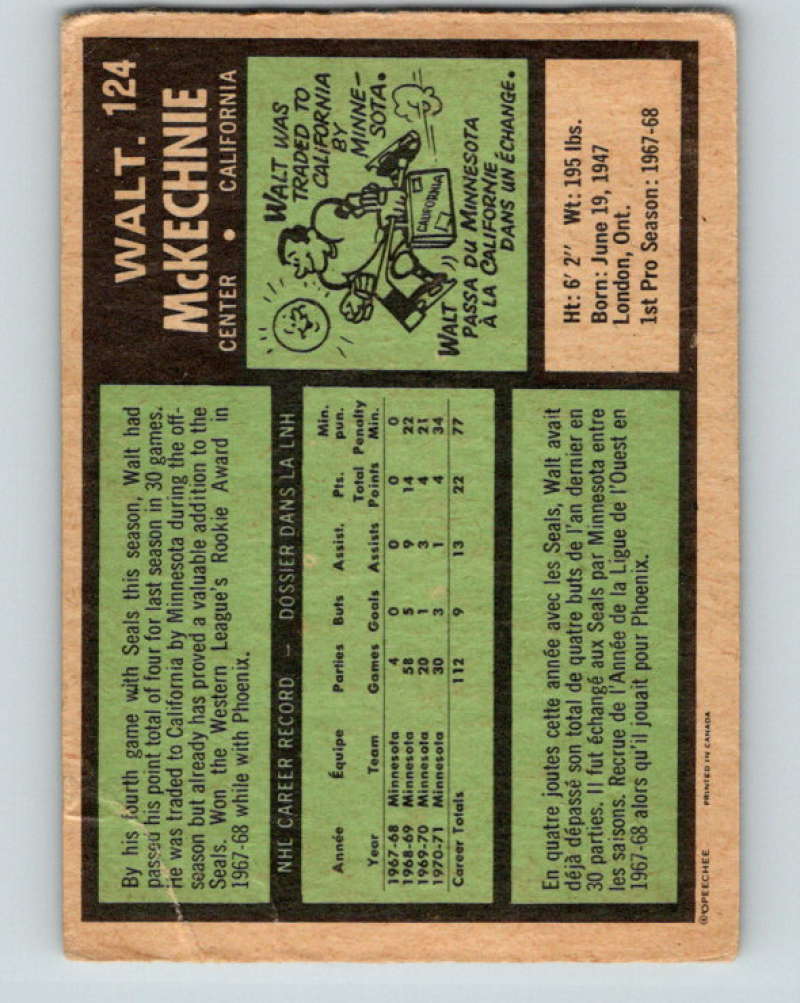 WALT. 124
McKECHNIE
CENTER • CALIFORNIA
By his fourth game with Seals this season, Walt had
passed his point total of four for last season in 30 games.
He was traded to California by Minnesota during the off-
season but already has proved a valuable addition to the
Seals. Won the Western League's Rookie Award in
1967-68 while with Phoenix.
WALT WAS
TRADED TO
CALIFORNIA
BY
MINNE-
SOTA.
CALIFORNIA
WALT
PASSA DU MINNESOTA
À LA CALIFORNIE
DANS UN ÉCHANGE.
NHL CAREER RECORD — DOSSIER DANS LA LNH
Année Équipe Parties Buts Assist. Pts. Min. pun.
Year Team Games Goals Assists Total Points Penalty Min.
1967-68 Minnesota 4 0 0 0 0
1968-69 Minnesota 58 5 9 14 22
1969-70 Minnesota 20 1 3 4 21
1970-71 Minnesota 30 3 1 4 34
Career Totals 112 9 13 22 77
Ht: 6' 2" Wt: 195 lbs.
Born: June 19, 1947
London, Ont.
1st Pro Season: 1967-68
En quatre joutes cette année avec les Seals, Walt avait
déjà dépassé son total de quatre buts de l'an dernier en
30 parties. Il fut échangé aux Seals par Minnesota entre
les saisons. Recrue de l'Année de la Ligue de l'Ouest en
1967-68 alors qu'il jouait pour Phoenix.
©OPEECHEE PRINTED IN CANADA